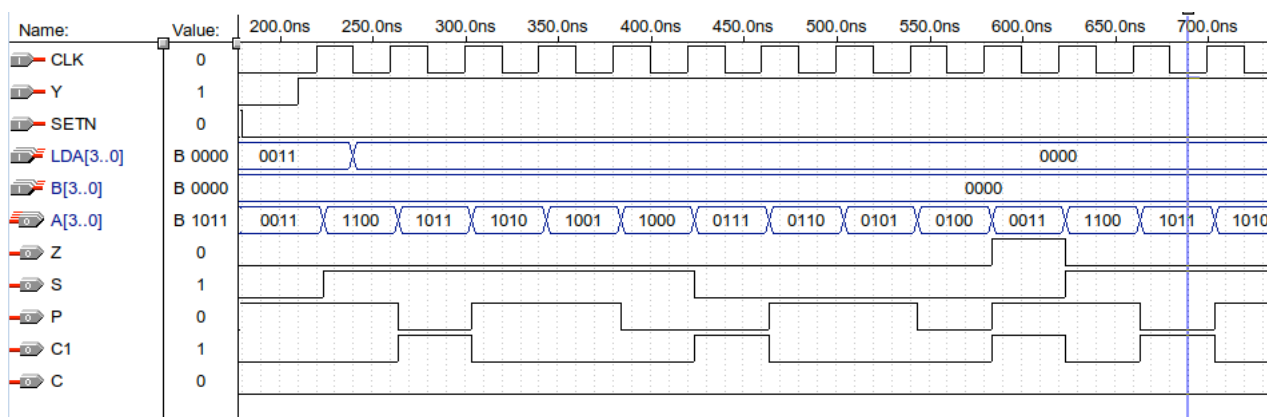 Name: Value: 200.0ns 250.0ns 300.0ns 350.0ns 400.0ns 450.0ns 500.0ns 550.0ns 600.0ns 650.0ns 700.0ns
CLK 0
Y 1
SETN 0
LDA[3..0] B 0000 0011 0000
B[3..0] B 0000 0000
A[3..0] B 1011 0011 1100 1011 1010 1001 1000 0111 0110 0101 0100 0011 1100 1011 1010
Z 0
S 1
P 0
C1 1
C 0